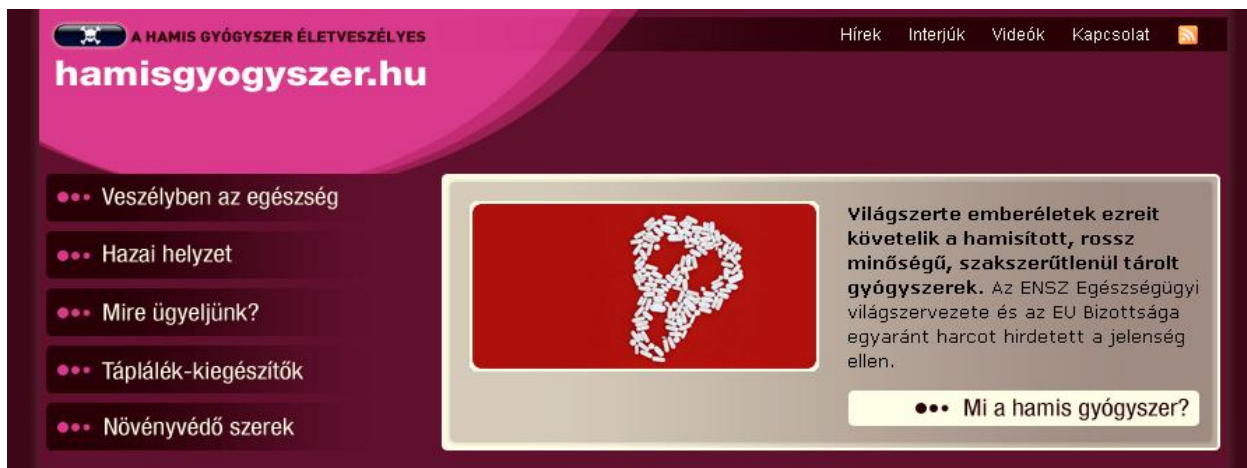 A HAMIS GYÓGYSZER ÉLETVESZÉLYES
hamisgyogyszer.hu
Hírek Interjúk Videók Kapcsolat
Veszélyben az egészség
Hazai helyzet
Mire ügyeljünk?
Táplálék-kiegészítők
Növényvédő szerek
Világszerte emberéletek ezreit
követelik a hamisított, rossz
minőségű, szakszerűtlenül tárolt
gyógyszerek. Az ENSZ Egészségügyi
világszervezete és az EU Bizottsága
egyaránt harcot hirdetett a jelenség
ellen.
Mi a hamis gyógyszer?